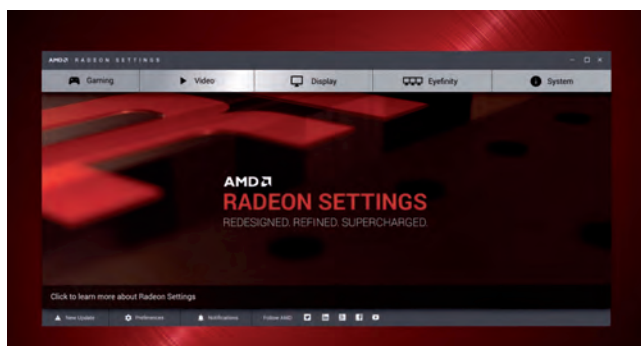 AMD RADEON SETTINGS
Gaming Video Display Eyefinity System
AMD
RADEON SETTINGS
REDESIGNED. REFINED. SUPERCHARGED.
Click to learn more about Radeon Settings
New Update Preferences Notifications Follow AMD